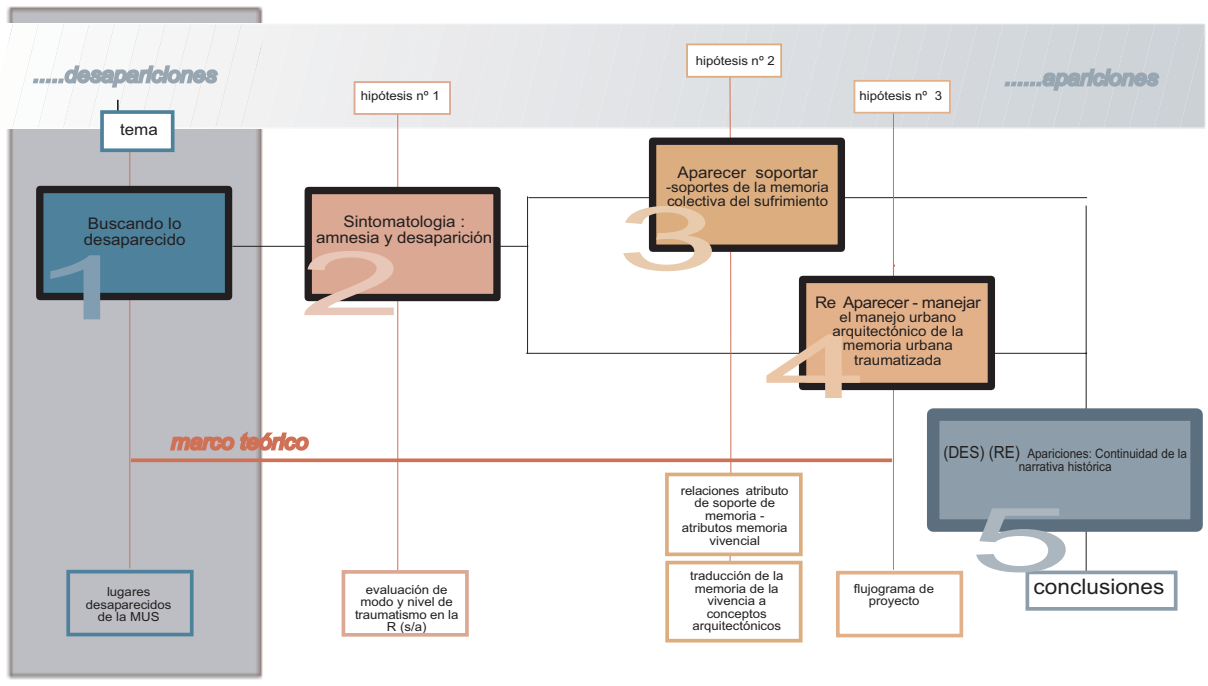 .....desapariciones
......apariciones
tema
hipótesis nº 1
hipótesis nº 2
hipótesis nº  3
Buscando lo
desaparecido
1
Sintomatologia :
amnesia y desaparición
2
Aparecer  soportar
-soportes de la memoria
colectiva del sufrimiento
3
Re  Aparecer - manejar
el manejo urbano
arquitectónico de la
memoria urbana
traumatizada
4
marco teórico
(DES) (RE)  Apariciones: Continuidad de la
narrativa histórica
5
lugares
desaparecidos
de la MUS
evaluación de
modo y nivel de
traumatismo en la
R (s/a)
relaciones  atributo
de soporte de
memoria -
atributos memoria
vivencial
traducción de la
memoria de la
vivencia a
conceptos
arquitectónicos
flujograma de
proyecto
conclusiones